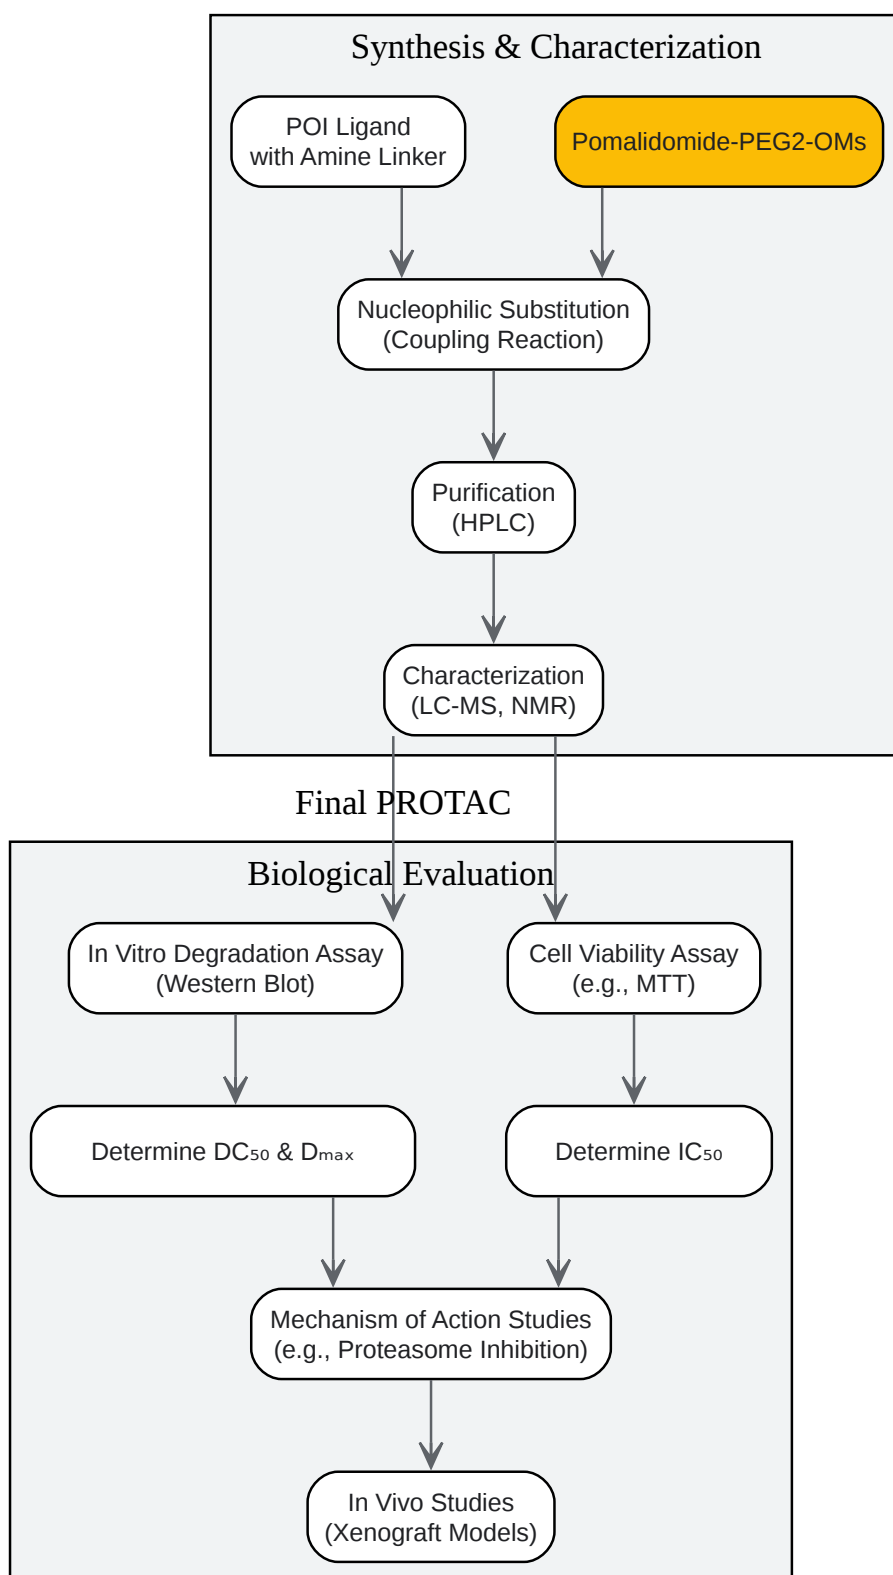 Synthesis & Characterization
POI Ligand
with Amine Linker
Pomalidomide-PEG2-OMs
Nucleophilic Substitution
(Coupling Reaction)
Purification
(HPLC)
Characterization
(LC-MS, NMR)
Final PROTAC
Biological Evaluation
In Vitro Degradation Assay
(Western Blot)
Cell Viability Assay
(e.g., MTT)
Determine DC₅₀ & Dₘₐₓ
Determine IC₅₀
Mechanism of Action Studies
(e.g., Proteasome Inhibition)
In Vivo Studies
(Xenograft Models)